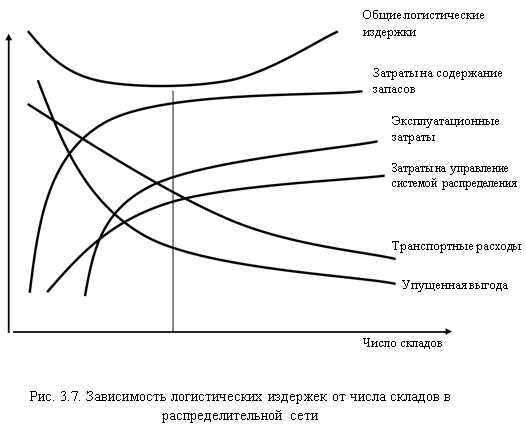 Общие логистические
издержки
Затраты на содержание
запасов
Эксплуатационные
затраты
Затраты на управление
системой распределения
Транспортные расходы
Упущенная выгода
Число складов
Рис. 3.7. Зависимость логистических издержек от числа складов в
распределительной сети